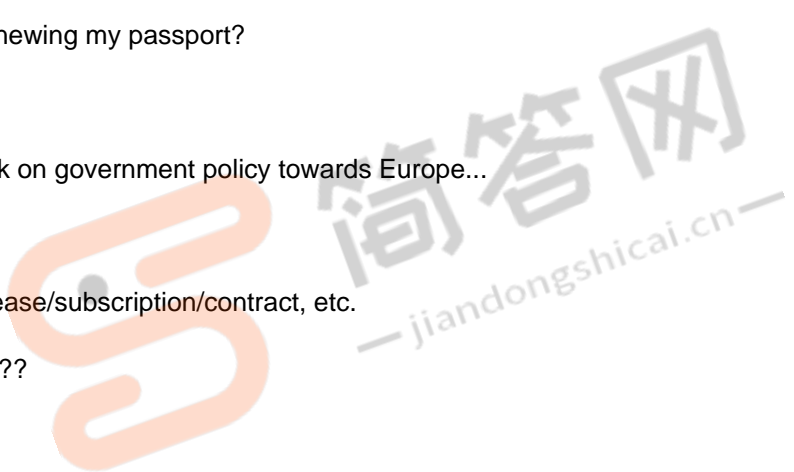 newing my passport?
k on government policy towards Europe...
简答网
jiandongshicai.cn
ease/subscription/contract, etc.
??